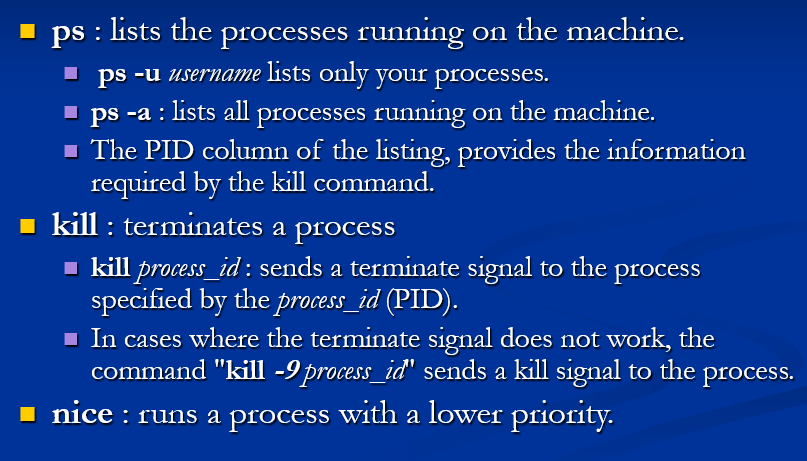 ps : lists the processes running on the machine.
ps -u username lists only your processes.
ps -a : lists all processes running on the machine.
The PID column of the listing, provides the information
required by the kill command.
kill : terminates a process
kill process_id : sends a terminate signal to the process
specified by the process_id (PID).
In cases where the terminate signal does not work, the
command "kill -9 process_id" sends a kill signal to the process.
nice : runs a process with a lower priority.